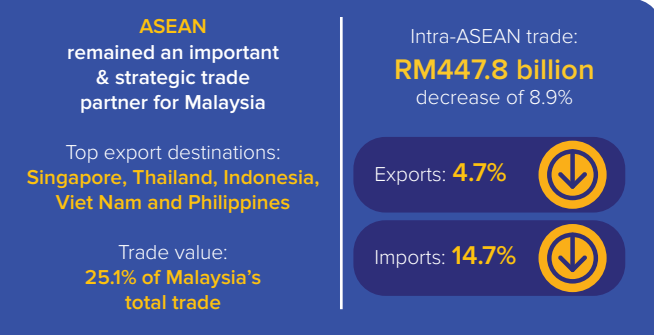 ASEAN
remained an important
& strategic trade
partner for Malaysia
Top export destinations:
Singapore, Thailand, Indonesia,
Viet Nam and Philippines
Trade value:
25.1% of Malaysia's
total trade
Intra-ASEAN trade:
RM447.8 billion
decrease of 8.9%
Exports: 4.7%
Imports: 14.7%